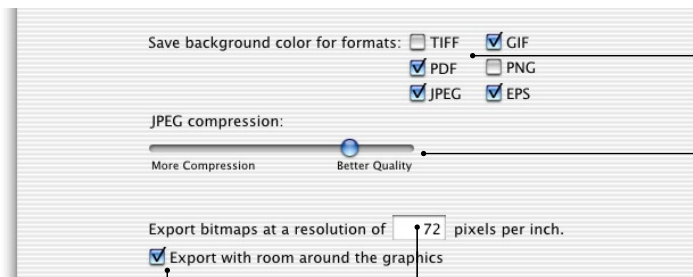 Save background color for formats: TIFF GIF
PDF PNG
JPEG EPS
JPEG compression:
More Compression Better Quality
Export bitmaps at a resolution of 72 pixels per inch.
Export with room around the graphics